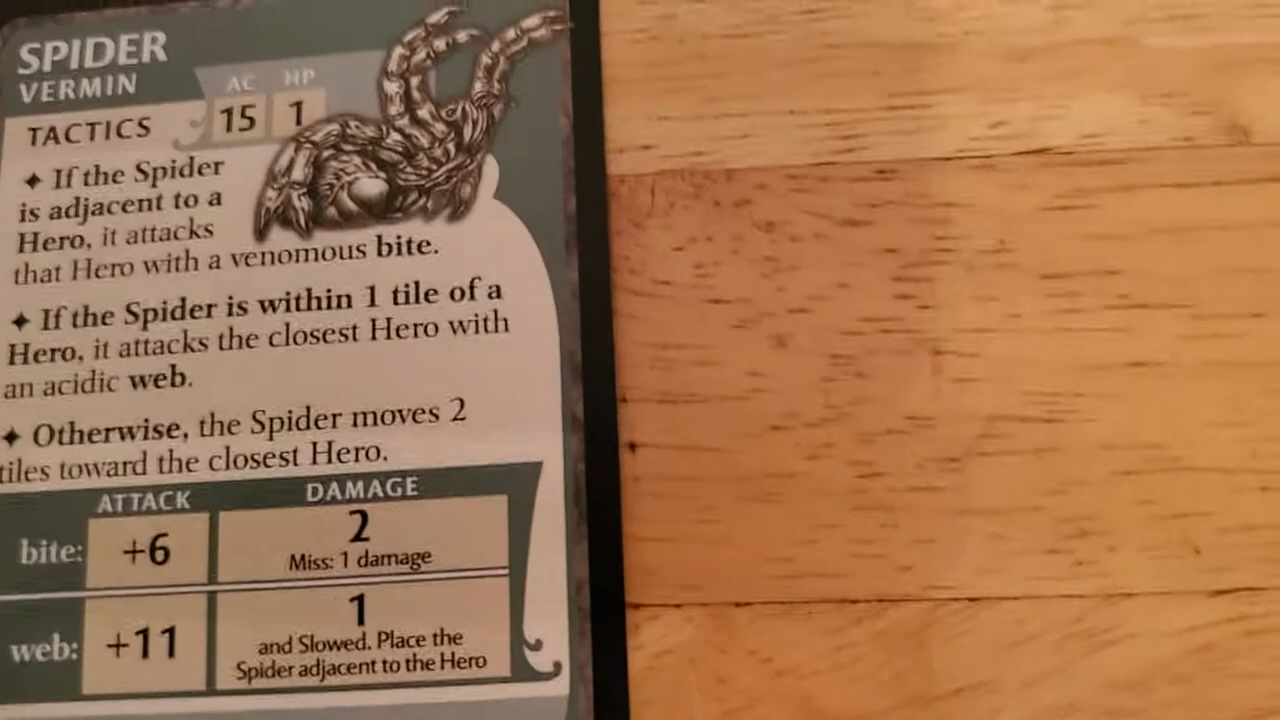 SPIDER
VERMIN
AC HP
15 1
TACTICS
✦ If the Spider
is adjacent to a
Hero, it attacks
that Hero with a venomous bite.
✦ If the Spider is within 1 tile of a
Hero, it attacks the closest Hero with
an acidic web.
✦ Otherwise, the Spider moves 2
tiles toward the closest Hero.
ATTACK DAMAGE
bite: +6 2
Miss: 1 damage
web: +11 1
and Slowed. Place the
Spider adjacent to the Hero